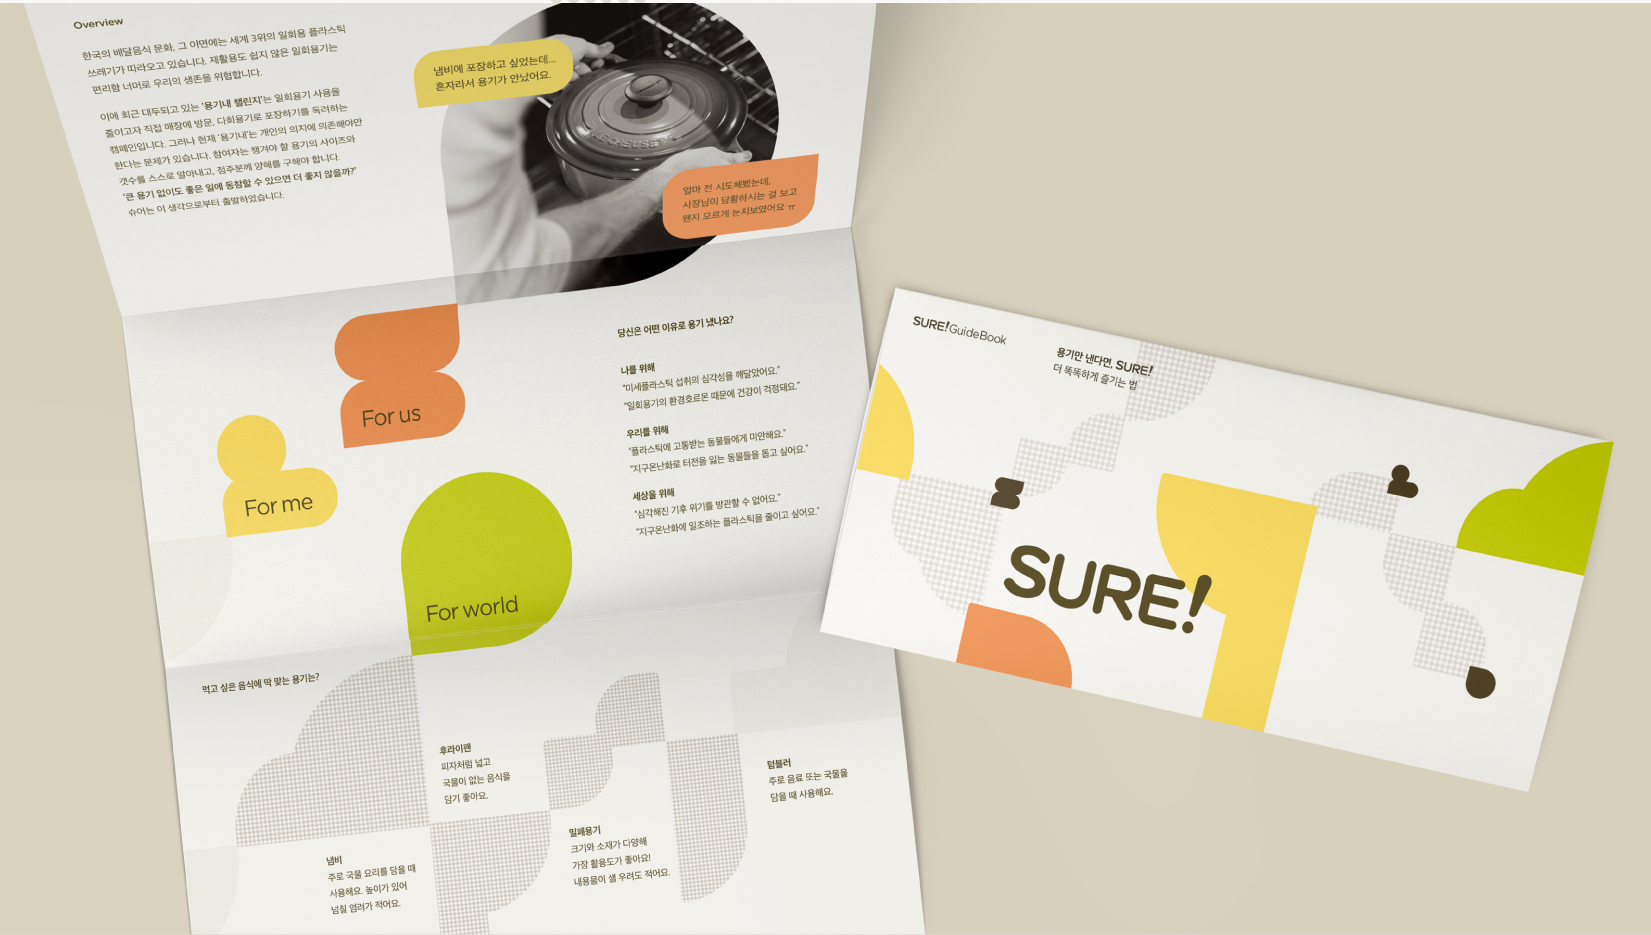 Overview
한국의 배달음식 문화, 그 이면에는 세계 3위의 일회용 플라스틱
쓰레기가 따라오고 있습니다. 재활용도 쉽지 않은 일회용기는
편리함 너머로 우리의 생존을 위협합니다.
이에 최근 대두되고 있는 '용기내 챌린지'는 일회용기 사용을
줄이고자 직접 매장에 방문, 다회용기로 포장하기를 독려하는
캠페인입니다. 그러나 현재 '용기내'는 개인의 의지에 의존해야만
한다는 문제가 있습니다. 참여자는 챙겨야 할 용기의 사이즈와
갯수를 스스로 알아내고, 점주분께 양해를 구해야 합니다.
'큰 용기 없이도 좋은 일에 동참할 수 있으면 더 좋지 않을까?'
슈어는 이 생각으로부터 출발하였습니다.
냄비에 포장하고 싶었는데...
혼자라서 용기가 안났어요.
LE CREUSET
얼마 전 시도해봤는데,
사장님이 당황하시는 걸 보고
왠지 모르게 눈치보였어요 ㅠ
For us
For me
For world
당신은 어떤 이유로 용기 냈나요?
나를 위해
"미세플라스틱 섭취의 심각성을 깨달았어요."
"일회용기의 환경호르몬 때문에 건강이 걱정돼요."
우리를 위해
"플라스틱에 고통받는 동물들에게 미안해요."
"지구온난화로 터전을 잃는 동물들을 돕고 싶어요."
세상을 위해
"심각해진 기후 위기를 방관할 수 없어요."
"지구온난화에 일조하는 플라스틱을 줄이고 싶어요."
먹고 싶은 음식에 딱 맞는 용기는?
후라이팬
피자처럼 넓고
국물이 없는 음식을
담기 좋아요.
텀블러
주로 음료 또는 국물을
담을 때 사용해요.
밀폐용기
크기와 소재가 다양해
가장 활용도가 좋아요!
내용물이 샐 우려도 적어요.
냄비
주로 국물 요리를 담을 때
사용해요. 높이가 있어
넘칠 염려가 적어요.
SURE! GuideBook
용기만 낸다면, SURE!
더 똑똑하게 즐기는 법
SURE!